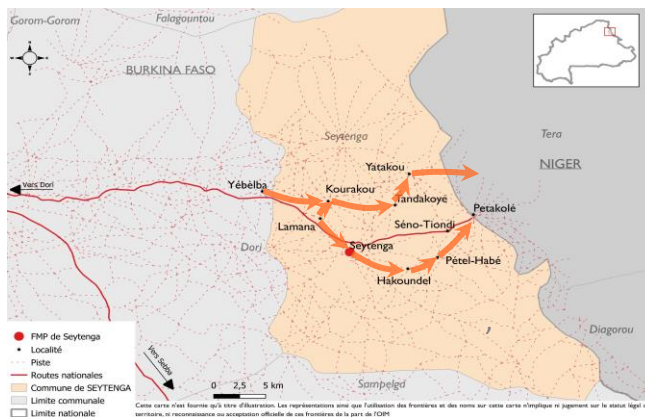 Gorom-Gorom
Falagountou
BURKINA FASO
Seytenga
Tera
NIGER
Yatakou
Vers Dori
Yèbèlba
Kourakou
Tandakoyé
Petakolé
Lamana
Séno-Tiondi
Dori
Seytenga
Pétel-Habé
Hakoundel
Diagorou
FMP de Seytenga
Localité
Piste
Routes nationales
Commune de SEYTENGA
Limite communale
Limite nationale
Vers Sebba
0 2,5 5 km
Sampelga
Cette carte n'est fournie qu'à titre d'illustration. Les représentations ainsi que l'utilisation des frontières et des noms sur cette carte n'implique ni jugement sur le statut légal
territoire, ni reconnaissance ou acceptation officielle de ces frontières de la part de l'OIM